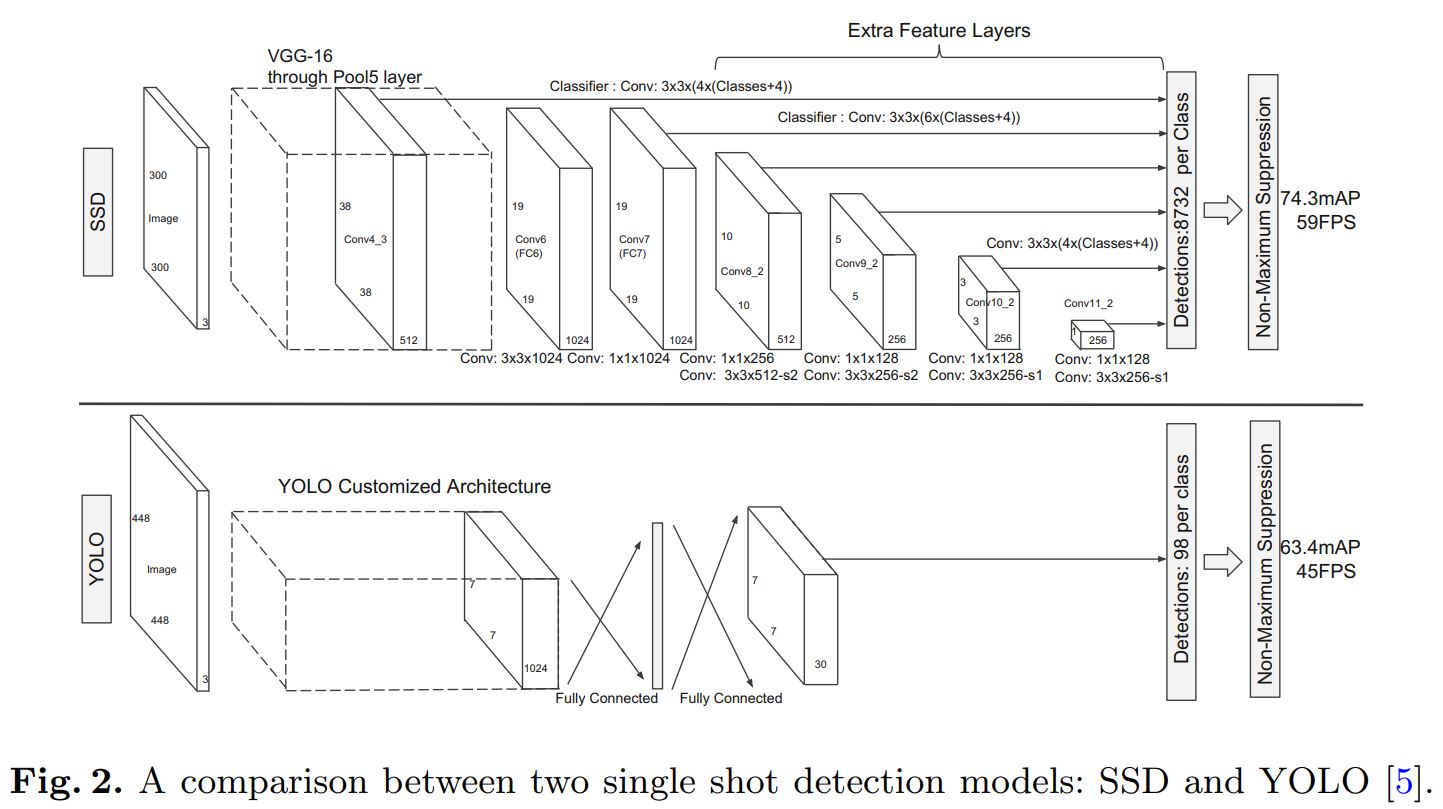 Extra Feature Layers
VGG-16
through Pool5 layer
Classifier : Conv: 3x3x(4x(Classes+4))
Classifier : Conv: 3x3x(6x(Classes+4))
SSD
300
Image
300
3
38
Conv4_3
38
512
19
Conv6
(FC6)
19
1024
19
Conv7
(FC7)
19
1024
10
Conv8_2
10
512
5
Conv9_2
5
256
Conv: 3x3x(4x(Classes+4))
3
Conv10_2
3
256
Conv11_2
1
256
Conv: 3x3x1024
Conv: 1x1x1024
Conv: 1x1x256
Conv: 3x3x512-s2
Conv: 1x1x128
Conv: 3x3x256-s2
Conv: 1x1x128
Conv: 3x3x256-s1
Conv: 1x1x128
Conv: 3x3x256-s1
Detections:8732 per Class
Non-Maximum Suppression
74.3mAP
59FPS
YOLO
448
Image
448
3
YOLO Customized Architecture
7
7
1024
Fully Connected
Fully Connected
7
7
30
Detections: 98 per class
Non-Maximum Suppression
63.4mAP
45FPS
Fig. 2. A comparison between two single shot detection models: SSD and YOLO [5].